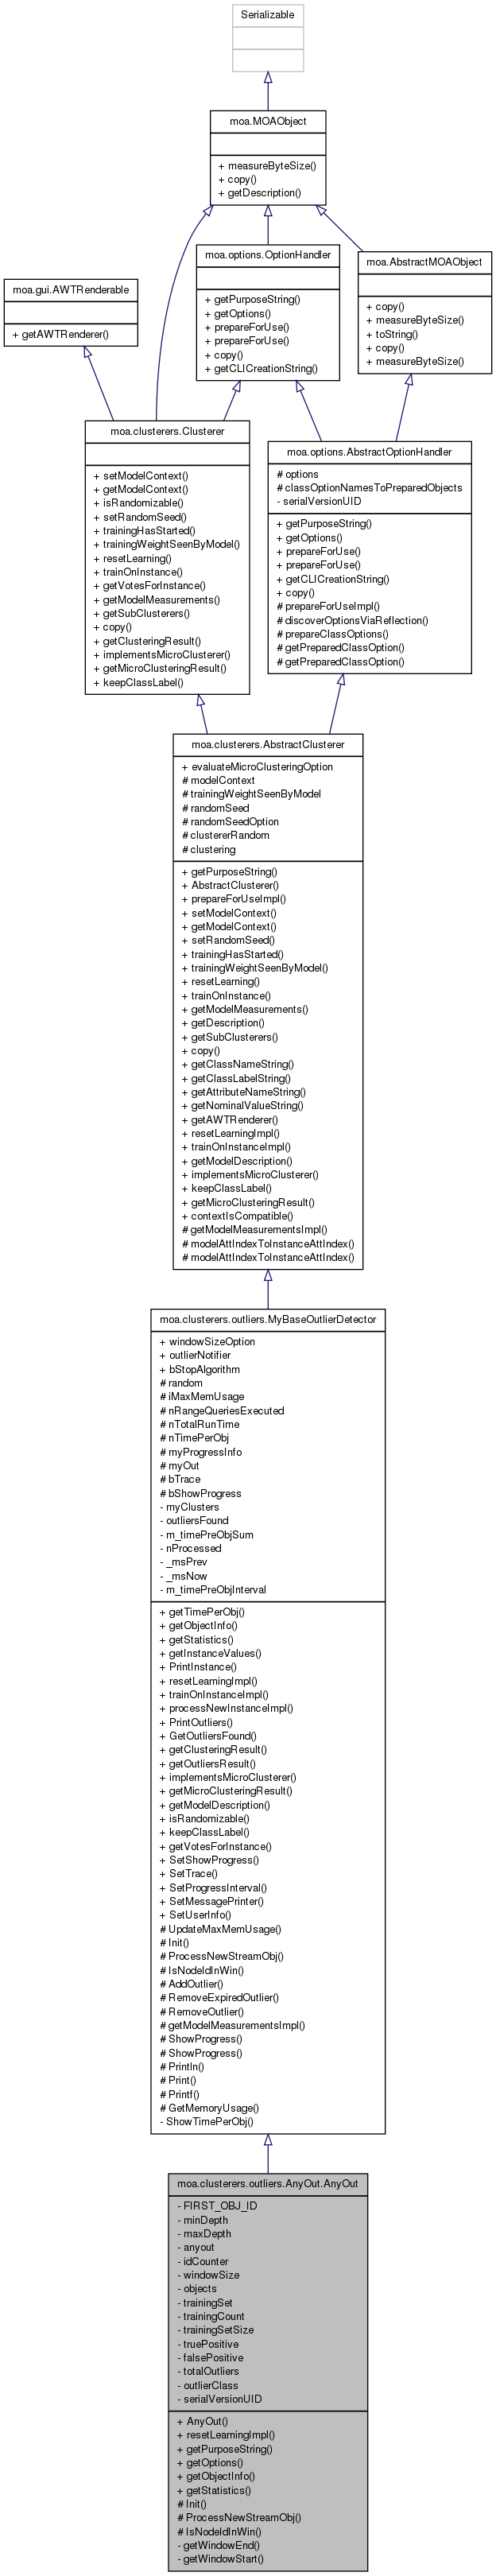 Serializable
moa.MOAObject
+ measureByteSize()
+ copy()
+ getDescription()
moa.options.OptionHandler
+ getPurposeString()
+ getOptions()
+ prepareForUse()
+ prepareForUse()
+ copy()
+ getCLICreationString()
moa.AbstractMOAObject
+ copy()
+ measureByteSize()
+ toString()
+ copy()
+ measureByteSize()
moa.gui.AWTRenderable
+ getAWTRenderer()
moa.clusterers.Clusterer
+ setModelContext()
+ getModelContext()
+ isRandomizable()
+ setRandomSeed()
+ trainingHasStarted()
+ trainingWeightSeenByModel()
+ resetLearning()
+ trainOnInstance()
+ getVotesForInstance()
+ getModelMeasurements()
+ getSubClusterers()
+ copy()
+ getClusteringResult()
+ implementsMicroClusterer()
+ getMicroClusteringResult()
+ keepClassLabel()
moa.options.AbstractOptionHandler
# options
# classOptionNamesToPreparedObjects
- serialVersionUID
+ getPurposeString()
+ getOptions()
+ prepareForUse()
+ prepareForUse()
+ getCLICreationString()
+ copy()
# prepareForUseImpl()
# discoverOptionsViaReflection()
# prepareClassOptions()
# getPreparedClassOption()
# getPreparedClassOption()
moa.clusterers.AbstractClusterer
+ evaluateMicroClusteringOption
# modelContext
# trainingWeightSeenByModel
# randomSeed
# randomSeedOption
# clustererRandom
# clustering
+ getPurposeString()
+ AbstractClusterer()
+ prepareForUseImpl()
+ setModelContext()
+ getModelContext()
+ setRandomSeed()
+ trainingHasStarted()
+ trainingWeightSeenByModel()
+ resetLearning()
+ trainOnInstance()
+ getModelMeasurements()
+ getDescription()
+ getSubClusterers()
+ copy()
+ getClassNameString()
+ getClassLabelString()
+ getAttributeNameString()
+ getNominalValueString()
+ getAWTRenderer()
+ resetLearningImpl()
+ trainOnInstanceImpl()
+ getModelDescription()
+ implementsMicroClusterer()
+ keepClassLabel()
+ getMicroClusteringResult()
+ contextIsCompatible()
# getModelMeasurementsImpl()
# modelAttIndexToInstanceAttIndex()
# modelAttIndexToInstanceAttIndex()
moa.clusterers.outliers.MyBaseOutlierDetector
+ windowSizeOption
+ outlierNotifier
+ bStopAlgorithm
# random
# iMaxMemUsage
# nRangeQueriesExecuted
# nTotalRunTime
# nTimePerObj
# myProgressInfo
# myOut
# bTrace
# bShowProgress
- myClusters
- outliersFound
- m_timePreObjSum
- nProcessed
- _msPrev
- _msNow
- m_timePreObjInterval
+ getTimePerObj()
+ getObjectInfo()
+ getStatistics()
+ getInstanceValues()
+ PrintInstance()
+ resetLearningImpl()
+ trainOnInstanceImpl()
+ processNewInstanceImpl()
+ PrintOutliers()
+ GetOutliersFound()
+ getClusteringResult()
+ getOutliersResult()
+ implementsMicroClusterer()
+ getMicroClusteringResult()
+ getModelDescription()
+ isRandomizable()
+ keepClassLabel()
+ getVotesForInstance()
+ SetShowProgress()
+ SetTrace()
+ SetProgressInterval()
+ SetMessagePrinter()
+ SetUserInfo()
# UpdateMaxMemUsage()
# Init()
# ProcessNewStreamObj()
# IsNodeIdInWin()
# AddOutlier()
# RemoveExpiredOutlier()
# RemoveOutlier()
# getModelMeasurementsImpl()
# ShowProgress()
# ShowProgress()
# Println()
# Print()
# Printf()
# GetMemoryUsage()
- ShowTimePerObj()
moa.clusterers.outliers.AnyOut.AnyOut
- FIRST_OBJ_ID
- minDepth
- maxDepth
- anyout
- idCounter
- windowSize
- objects
- trainingSet
- trainingCount
- trainingSetSize
- truePositive
- falsePositive
- totalOutliers
- outlierClass
- serialVersionUID
+ AnyOut()
+ resetLearningImpl()
+ getPurposeString()
+ getOptions()
+ getObjectInfo()
+ getStatistics()
# Init()
# ProcessNewStreamObj()
# IsNodeIdInWin()
- getWindowEnd()
- getWindowStart()